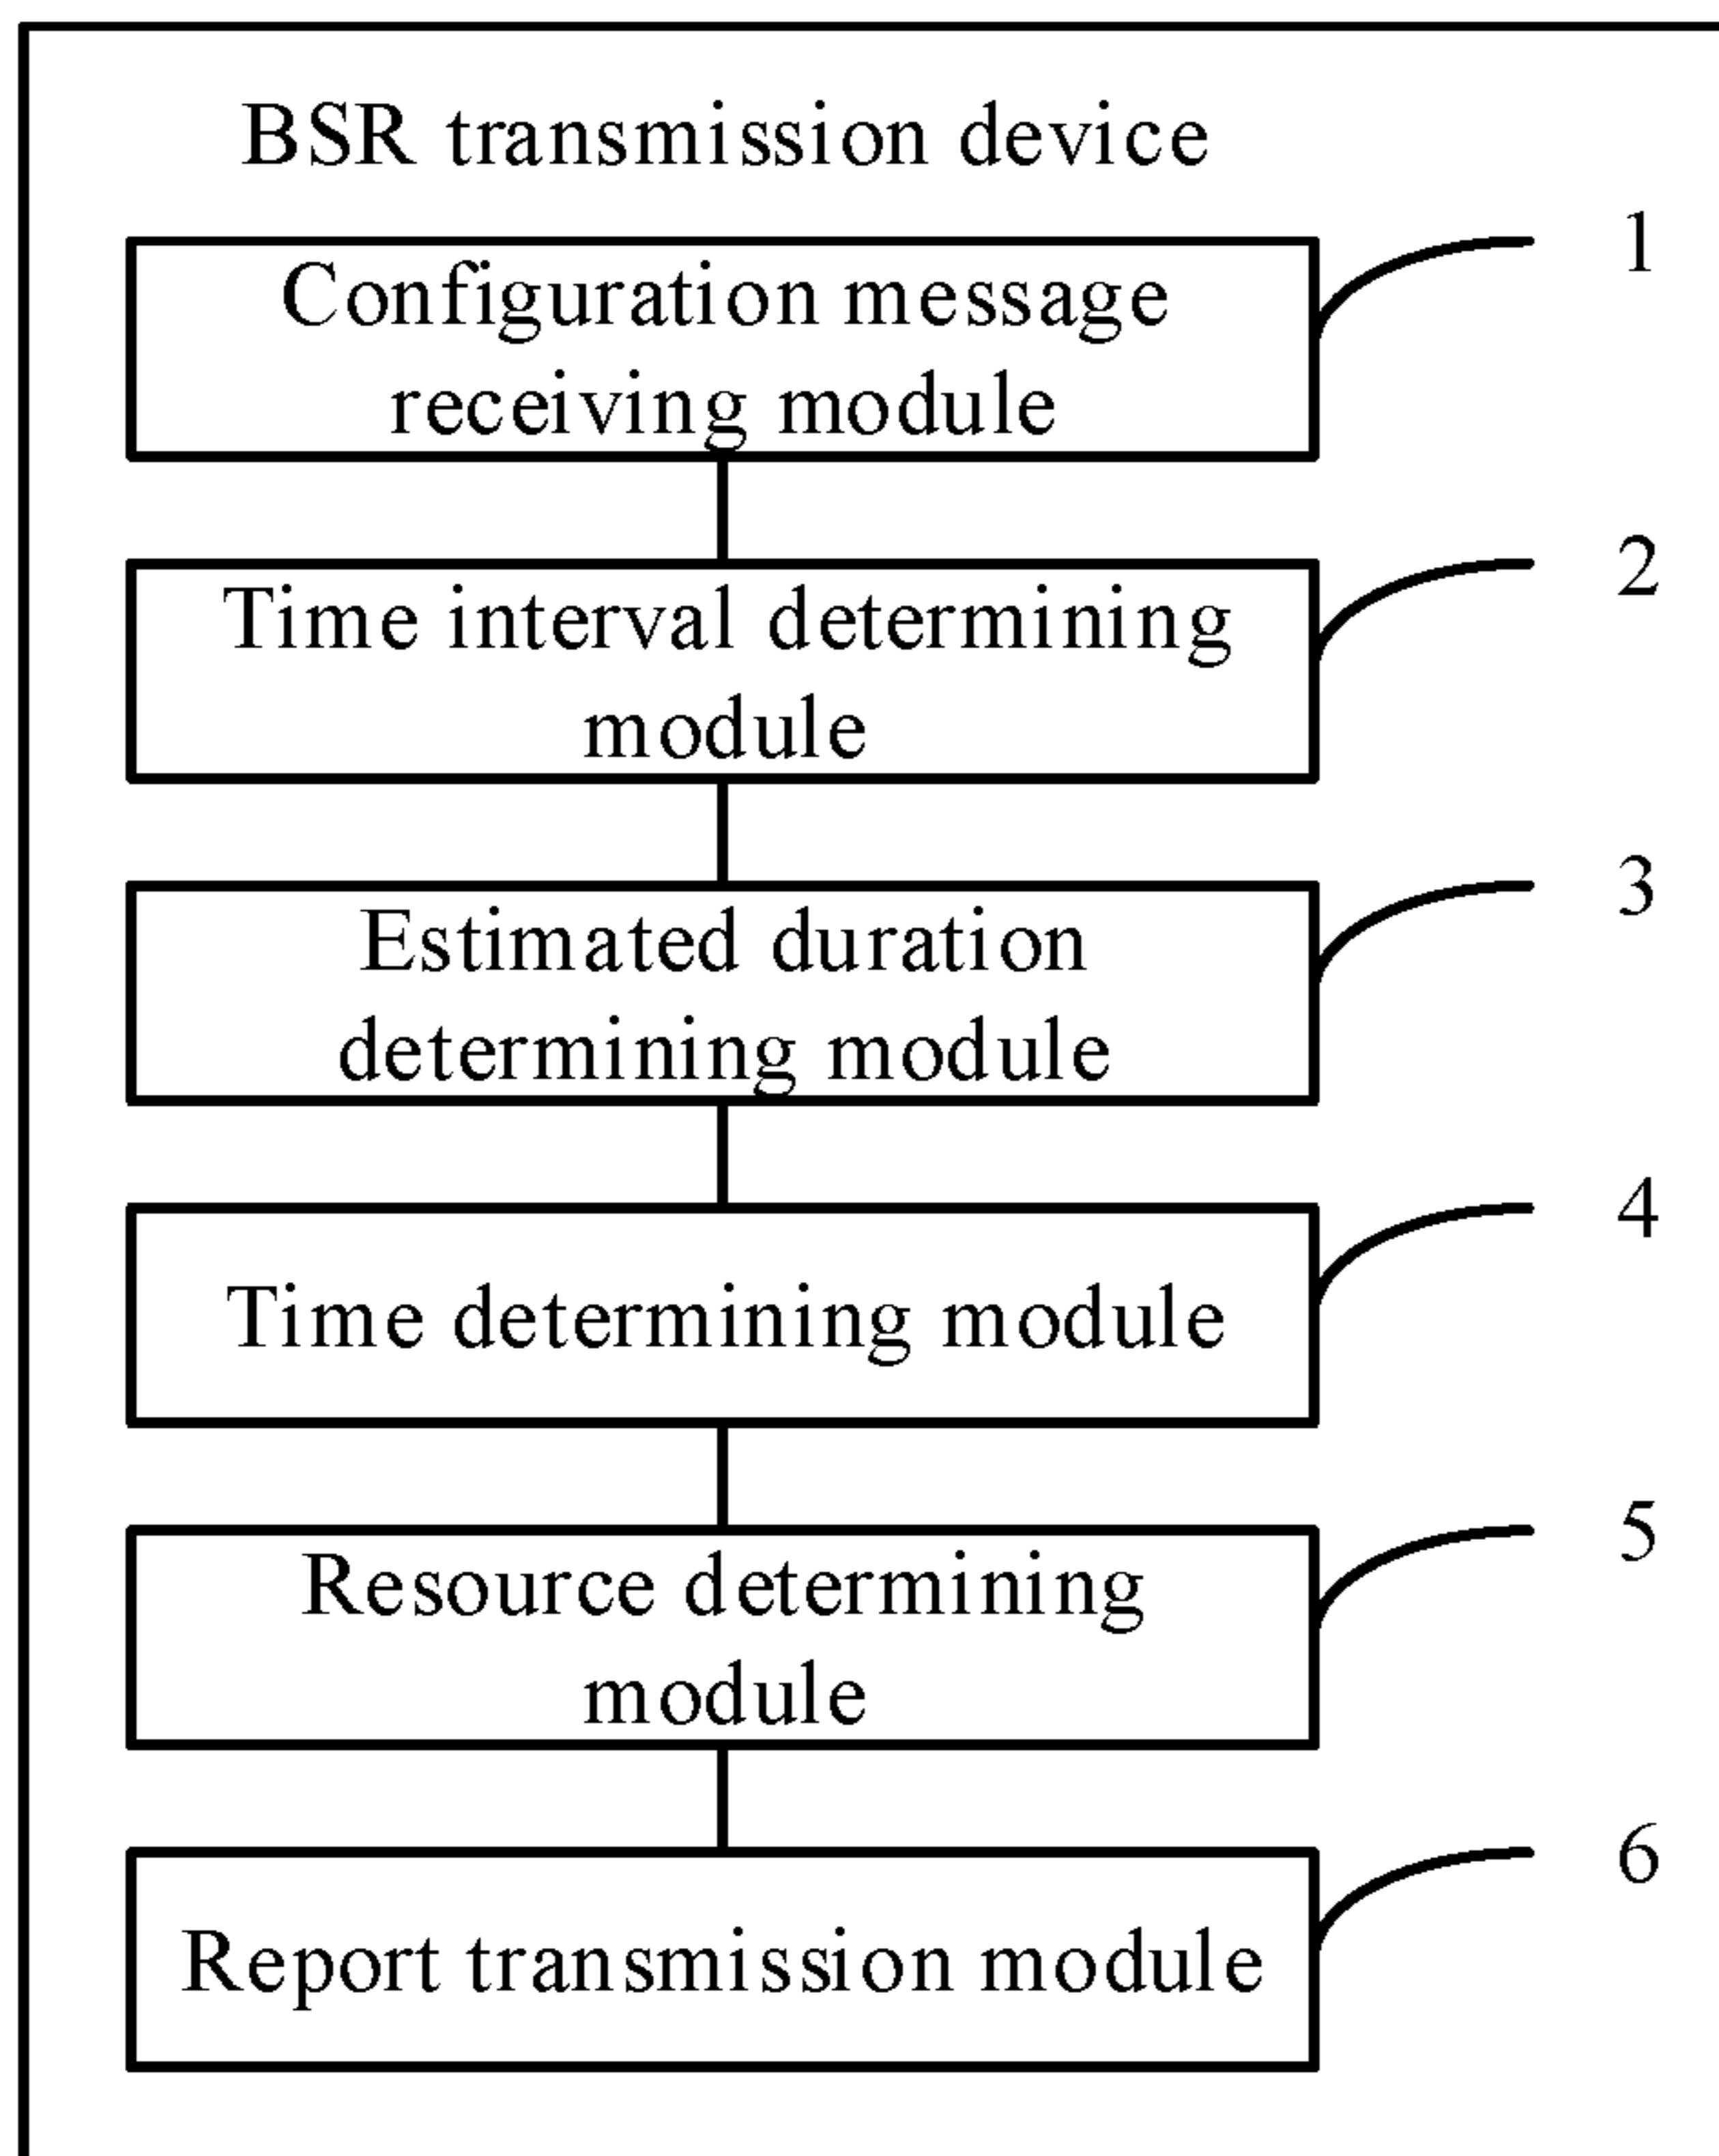 BSR transmission device
1
Configuration message
receiving module
2
Time interval determining
module
3
Estimated duration
determining module
4
Time determining module
5
Resource determining
module
6
Report transmission module